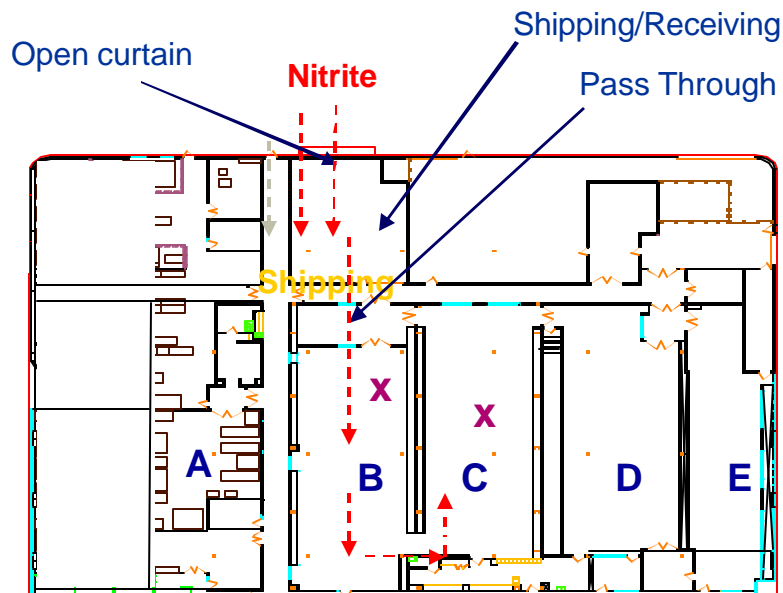 Shipping/Receiving
Open curtain
Nitrite
Pass Through
Shipping
x
x
A
B
C
D
E